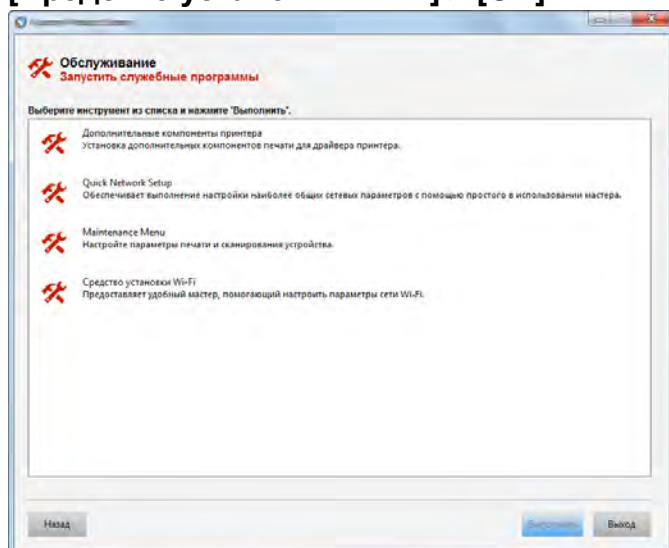 Обслуживание
Запустить служебные программы
Выберите инструмент из списка и нажмите 'Выполнить'.
Дополнительные компоненты принтера
Установка дополнительных компонентов печати для драйвера принтера.
Quick Network Setup
Обеспечивает выполнение настройки наиболее общих сетевых параметров с помощью простого в использовании мастера.
Maintenance Menu
Настройте параметры печати и сканирования устройства.
Средство установки Wi-Fi
Предоставляет удобный мастер, помогающий настроить параметры сети Wi-Fi.
Назад
Выполнить
Выход